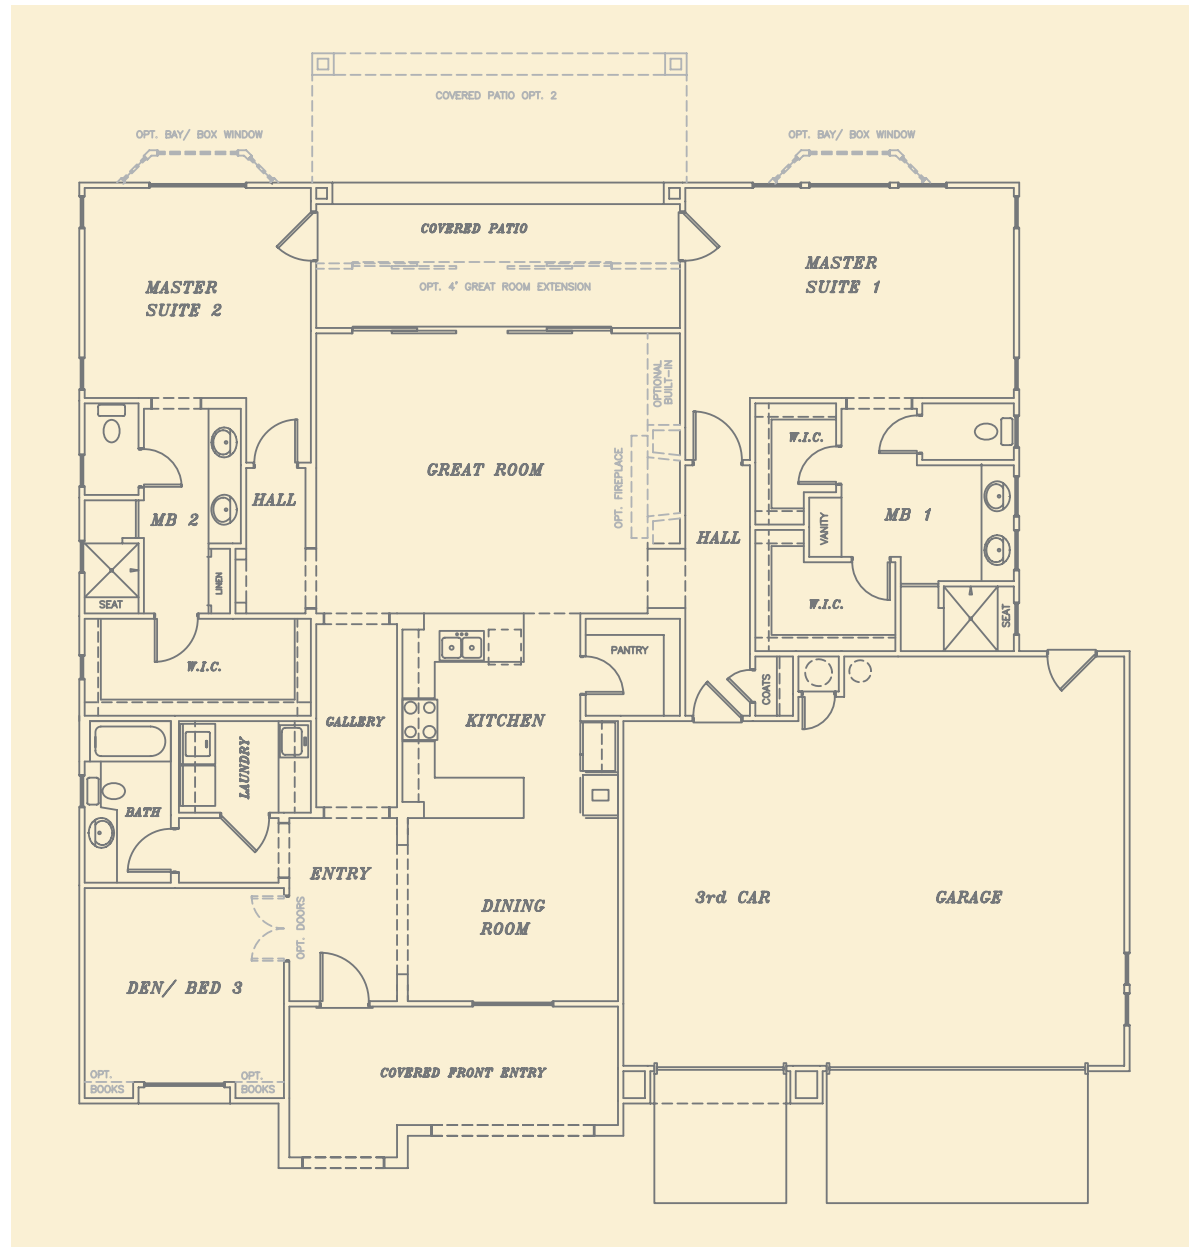 COVERED PATIO OPT. 2
OPT. BAY/ BOX WINDOW
OPT. BAY/ BOX WINDOW
COVERED PATIO
MASTER
SUITE 2
OPT. 4' GREAT ROOM EXTENSION
MASTER
SUITE 1
OPTIONAL
BUILT-IN
W.I.C.
GREAT ROOM
OPT. FIREPLACE
HALL
MB 2
HALL
VANITY
MB 1
LINEN
SEAT
W.I.C.
SEAT
W.I.C.
PANTRY
COATS
GALLERY
KITCHEN
LAUNDRY
BATH
ENTRY
DINING
ROOM
3rd CAR
GARAGE
OPT. DOORS
DEN/ BED 3
OPT.
BOOKS
OPT.
BOOKS
COVERED FRONT ENTRY